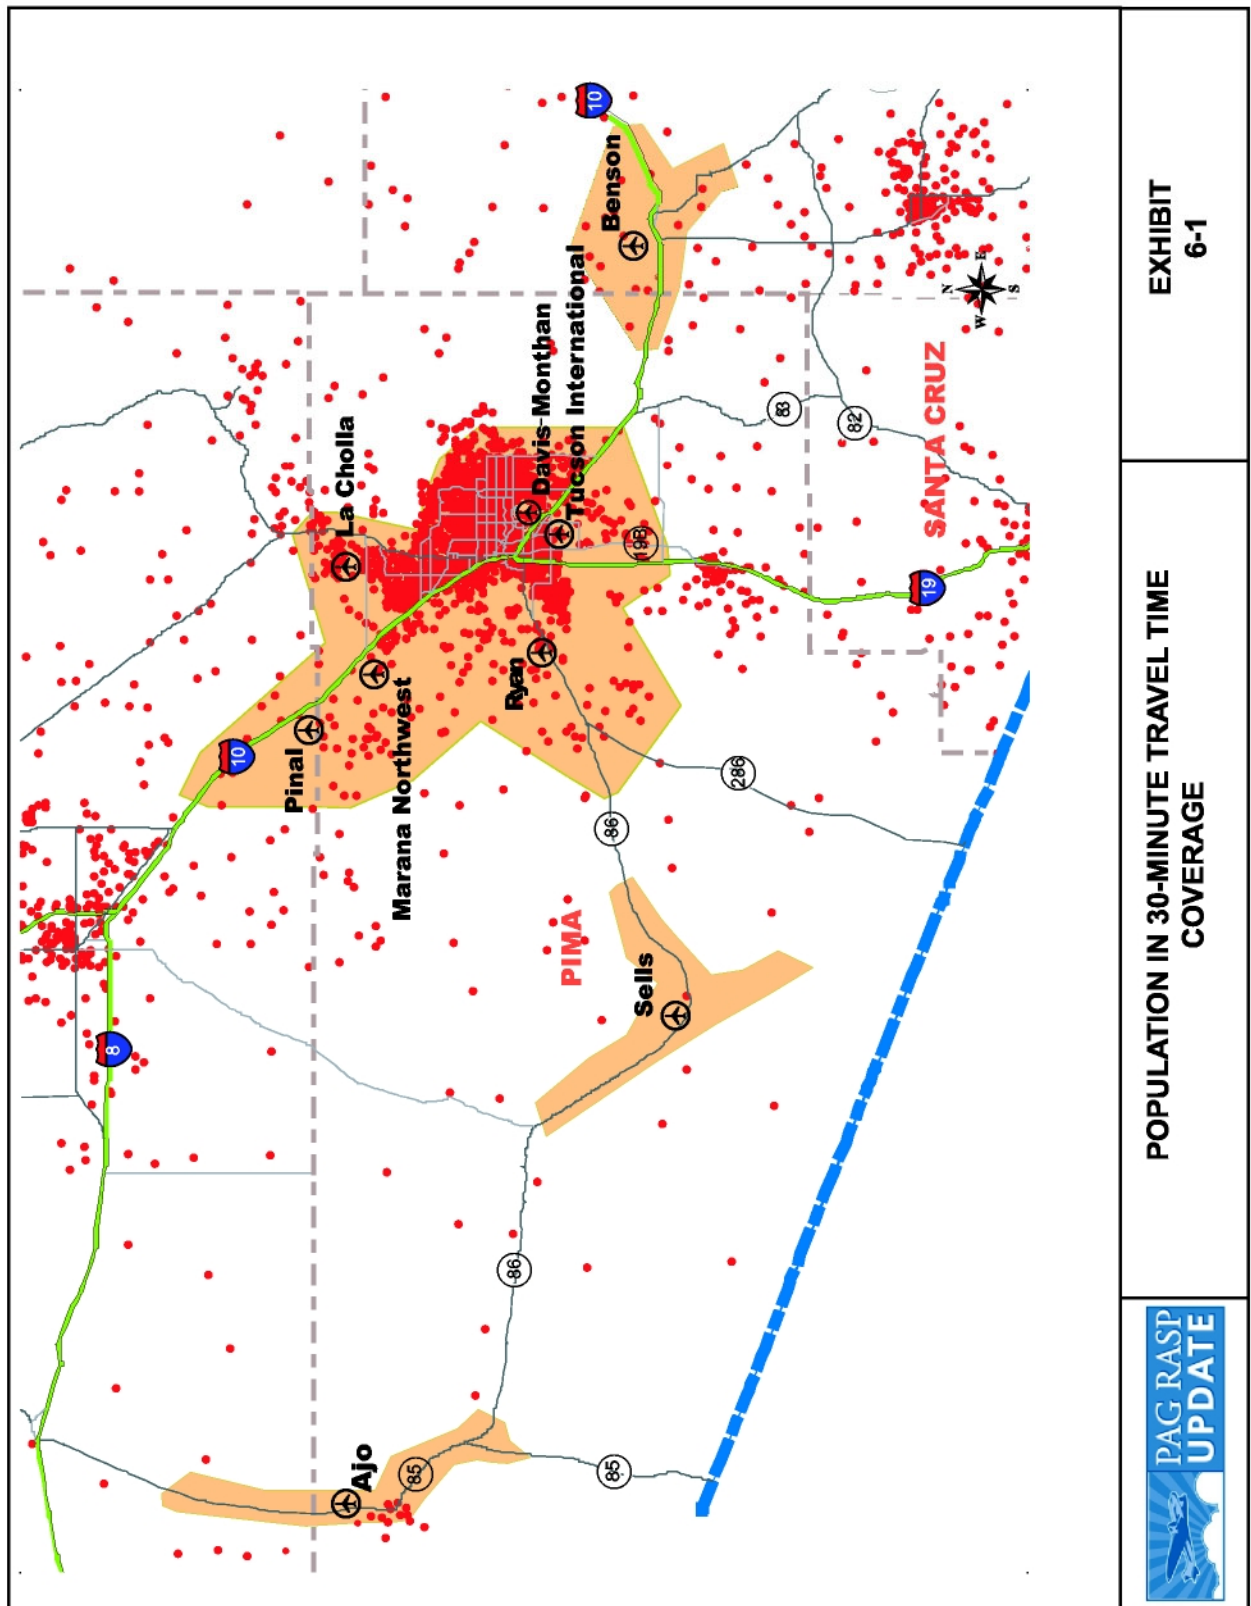 10
Benson
Davis-Monthan
Tucson International
La Cholla
N
E
W
S
83
82
SANTA CRUZ
19B
19
Ryan
10
Pinal
Marana Northwest
286
86
PIMA
Sells
8
86
Ajo
85
85
EXHIBIT
6-1
POPULATION IN 30-MINUTE TRAVEL TIME
COVERAGE
PAG RASP
UPDATE